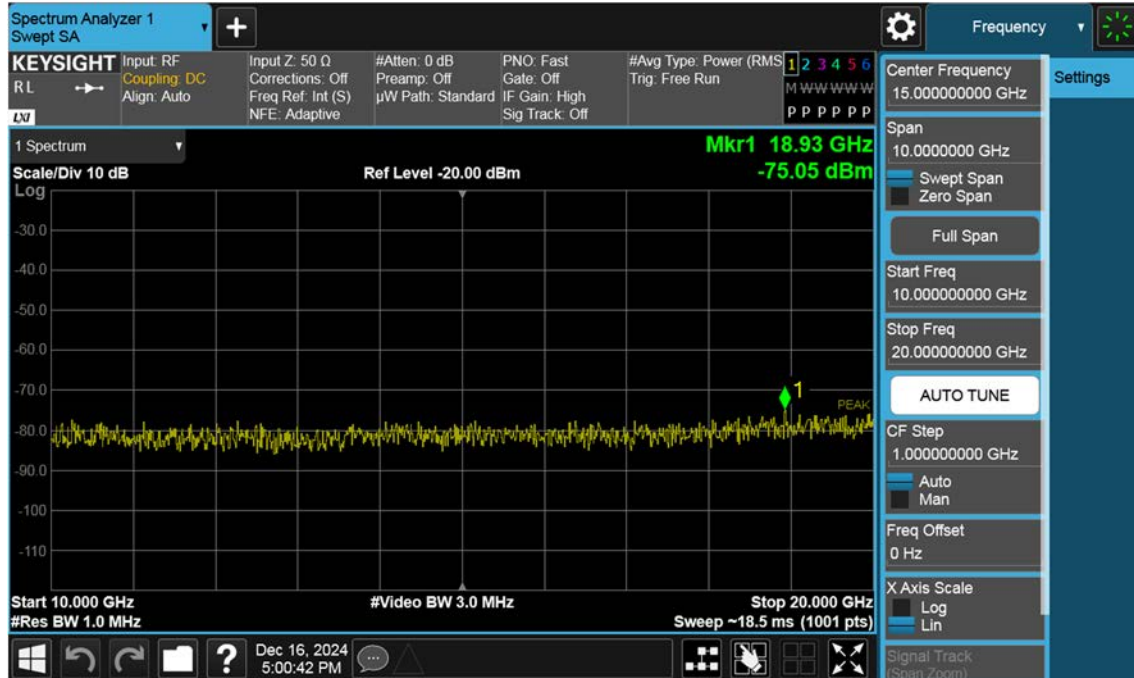 Spectrum Analyzer 1
Swept SA
Frequency
KEYSIGHT
R L
LXI
Input: RF
Coupling: DC
Align: Auto
Input Z: 50 Ω
Corrections: Off
Freq Ref: Int (S)
NFE: Adaptive
#Atten: 0 dB
Preamp: Off
µW Path: Standard
PNO: Fast
Gate: Off
IF Gain: High
Sig Track: Off
#Avg Type: Power (RMS
Trig: Free Run
1 2 3 4 5 6
M W W W W W
P P P P P P
1 Spectrum
Mkr1 18.93 GHz
-75.05 dBm
Scale/Div 10 dB
Ref Level -20.00 dBm
Log
-30.0
-40.0
-50.0
-60.0
-70.0
-80.0
-90.0
-100
-110
1
PEAK
Start 10.000 GHz
#Video BW 3.0 MHz
Stop 20.000 GHz
#Res BW 1.0 MHz
Sweep ~18.5 ms (1001 pts)
?
Dec 16, 2024
5:00:42 PM
Center Frequency
15.000000000 GHz
Settings
Span
10.0000000 GHz
Swept Span
Zero Span
Full Span
Start Freq
10.000000000 GHz
Stop Freq
20.000000000 GHz
AUTO TUNE
CF Step
1.000000000 GHz
Auto
Man
Freq Offset
0 Hz
X Axis Scale
Log
Lin
Signal Track
(Span Zoom)